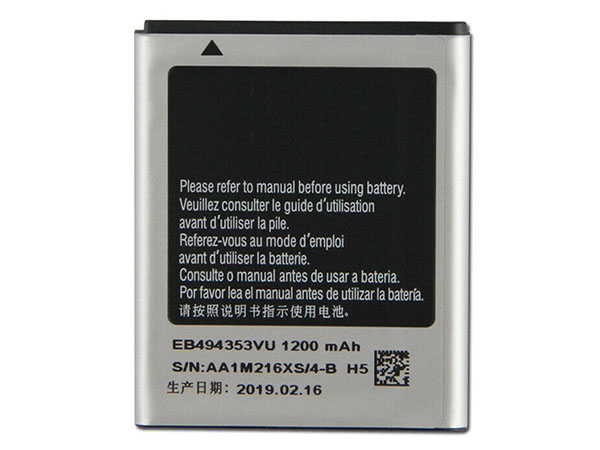 Please refer to manual before using battery.
Veuillez consulter le guide d'utilisation
avant d'utiliser la pile.
Referez-vous au mode d'emploi
avant d'utiliser la batterie.
Consulte o manual antes de usar a bateria.
Por favor lea el manual antes de utilizar la batería.
请按照说明书指示使用电池。
EB494353VU 1200 mAh
S/N:AA1M216XS/4-B H5
生产日期: 2019.02.16